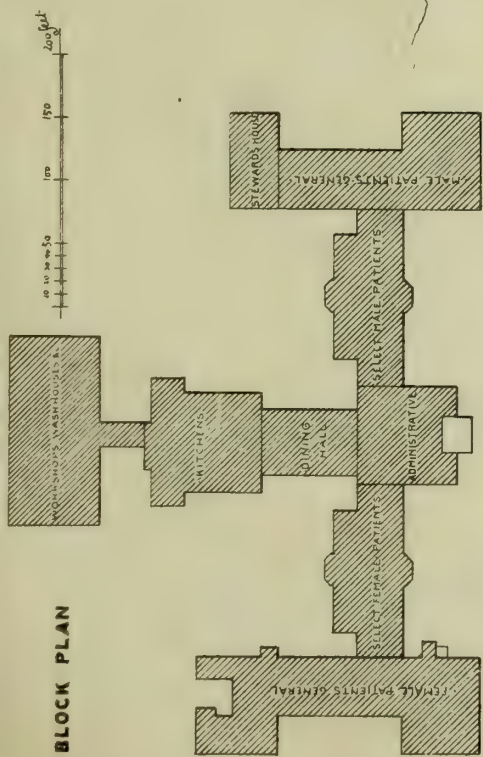 BLOCK PLAN
10 20 30 40 50 100 150 200 feet
WORKSHOPS WASHHOUSES &
KITCHENS
DINING
HALL
ADMINISTRATIVE
SELECT FEMALE PATIENTS
SELECT MALE PATIENTS
FEMALE PATIENTS GENERAL
MALE PATIENTS GENERAL
STEWARDS HOUSE